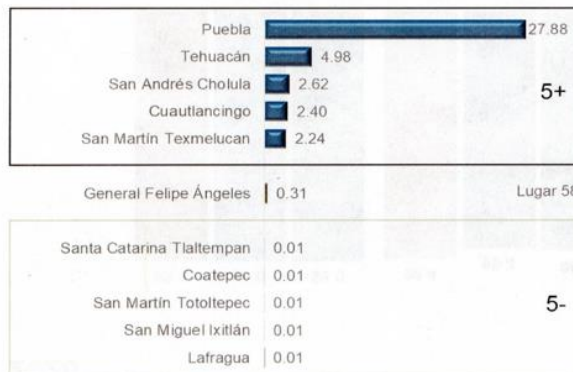 Puebla 27.88
Tehuacán 4.98
San Andrés Cholula 2.62
Cuautlancingo 2.40
San Martín Texmelucan 2.24
5+
General Felipe Ángeles 0.31 Lugar 58
Santa Catarina Tlaltempan 0.01
Coatepec 0.01
San Martín Totoltepec 0.01
San Miguel Ixitlán 0.01
Lafragua 0.01
5-